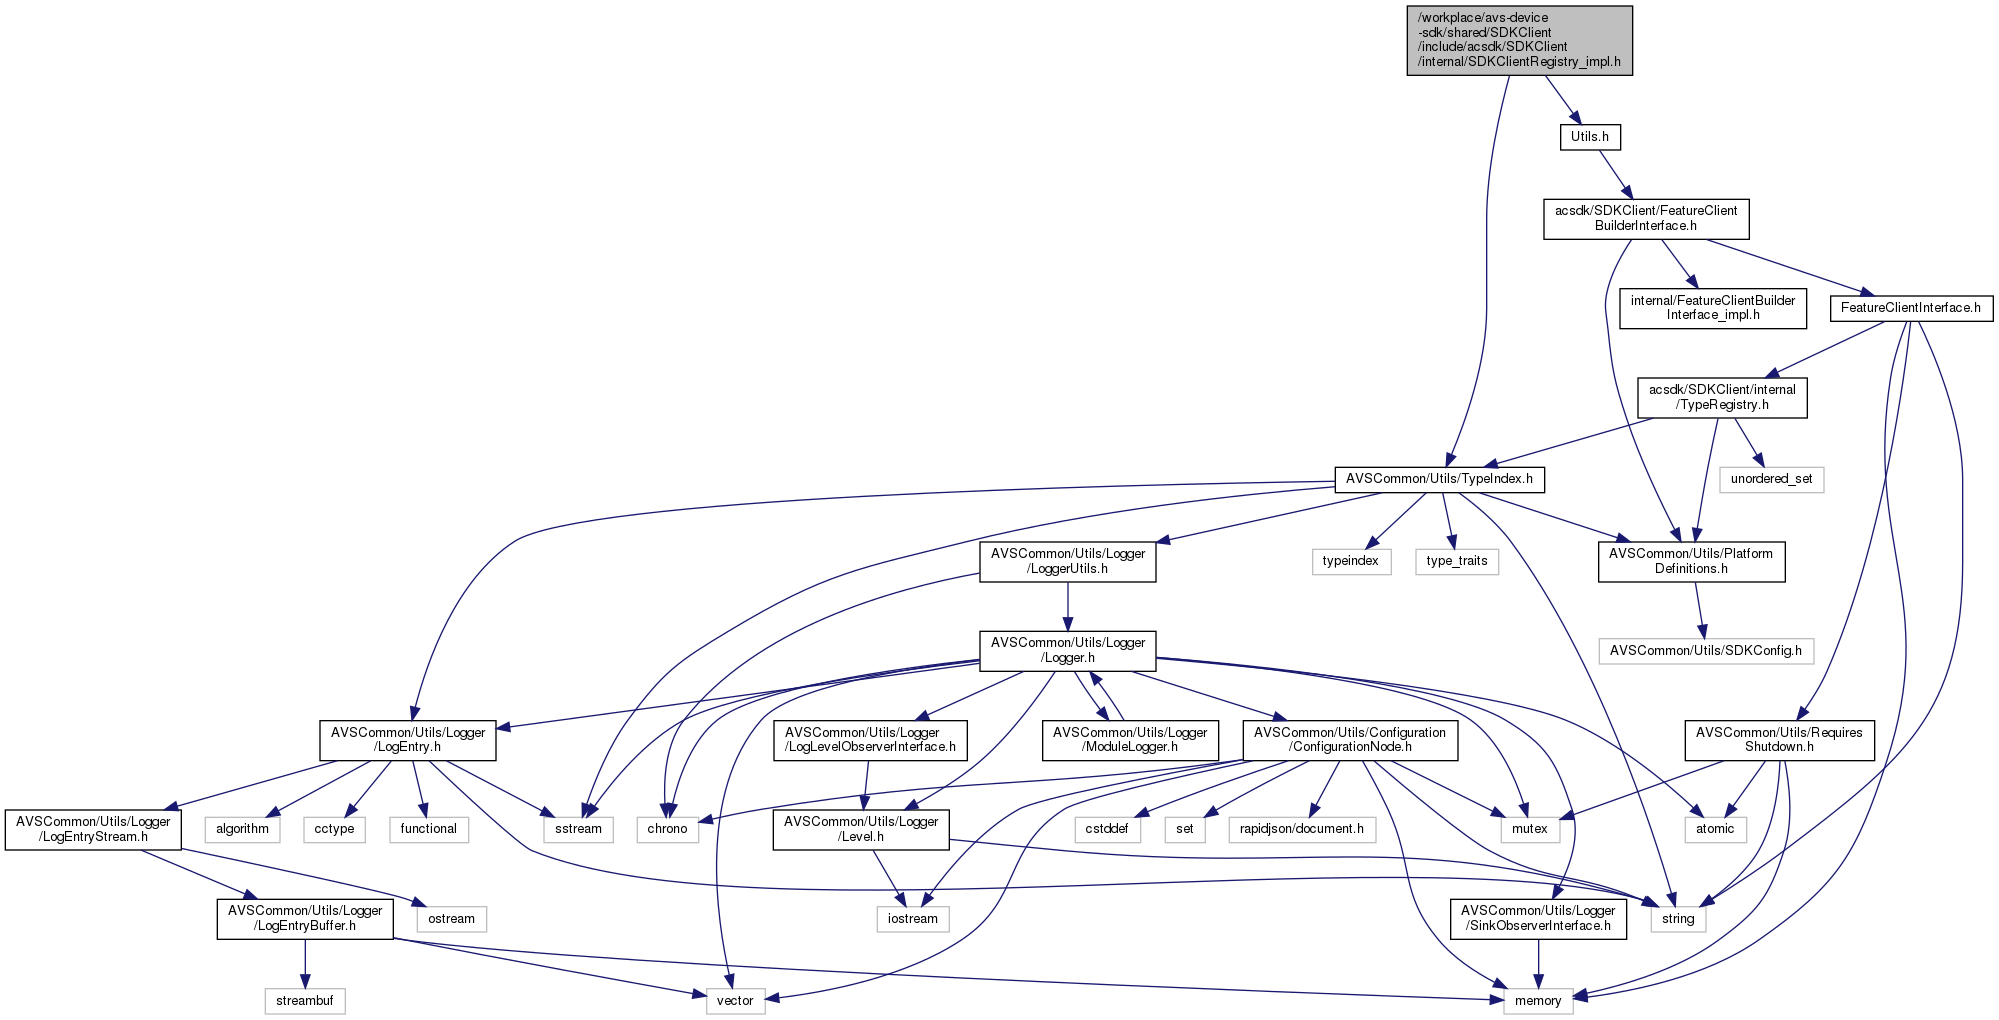 /workplace/avs-device
-sdk/shared/SDKClient
/include/acsdk/SDKClient
/internal/SDKClientRegistry_impl.h
Utils.h
acsdk/SDKClient/FeatureClient
BuilderInterface.h
internal/FeatureClientBuilder
Interface_impl.h
FeatureClientInterface.h
acsdk/SDKClient/internal
/TypeRegistry.h
AVSCommon/Utils/TypeIndex.h
unordered_set
AVSCommon/Utils/Logger
/LoggerUtils.h
typeindex
type_traits
AVSCommon/Utils/Platform
Definitions.h
AVSCommon/Utils/Logger
/Logger.h
AVSCommon/Utils/SDKConfig.h
AVSCommon/Utils/Logger
/LogEntry.h
AVSCommon/Utils/Logger
/LogLevelObserverInterface.h
AVSCommon/Utils/Logger
/ModuleLogger.h
AVSCommon/Utils/Configuration
/ConfigurationNode.h
AVSCommon/Utils/Requires
Shutdown.h
AVSCommon/Utils/Logger
/LogEntryStream.h
algorithm
cctype
functional
sstream
chrono
AVSCommon/Utils/Logger
/Level.h
cstddef
set
rapidjson/document.h
mutex
atomic
AVSCommon/Utils/Logger
/LogEntryBuffer.h
ostream
iostream
AVSCommon/Utils/Logger
/SinkObserverInterface.h
string
streambuf
vector
memory